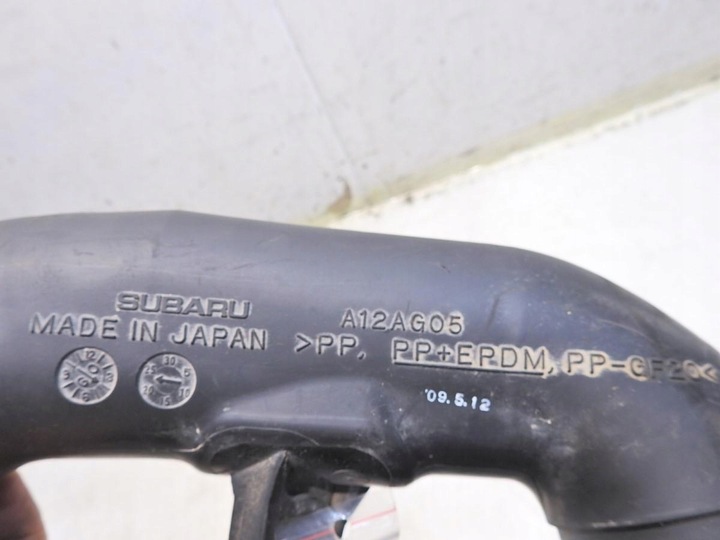 SUBARU A12AG05
MADE IN JAPAN >PP, PP+EPDM, PP-GF20<
'09.5.12